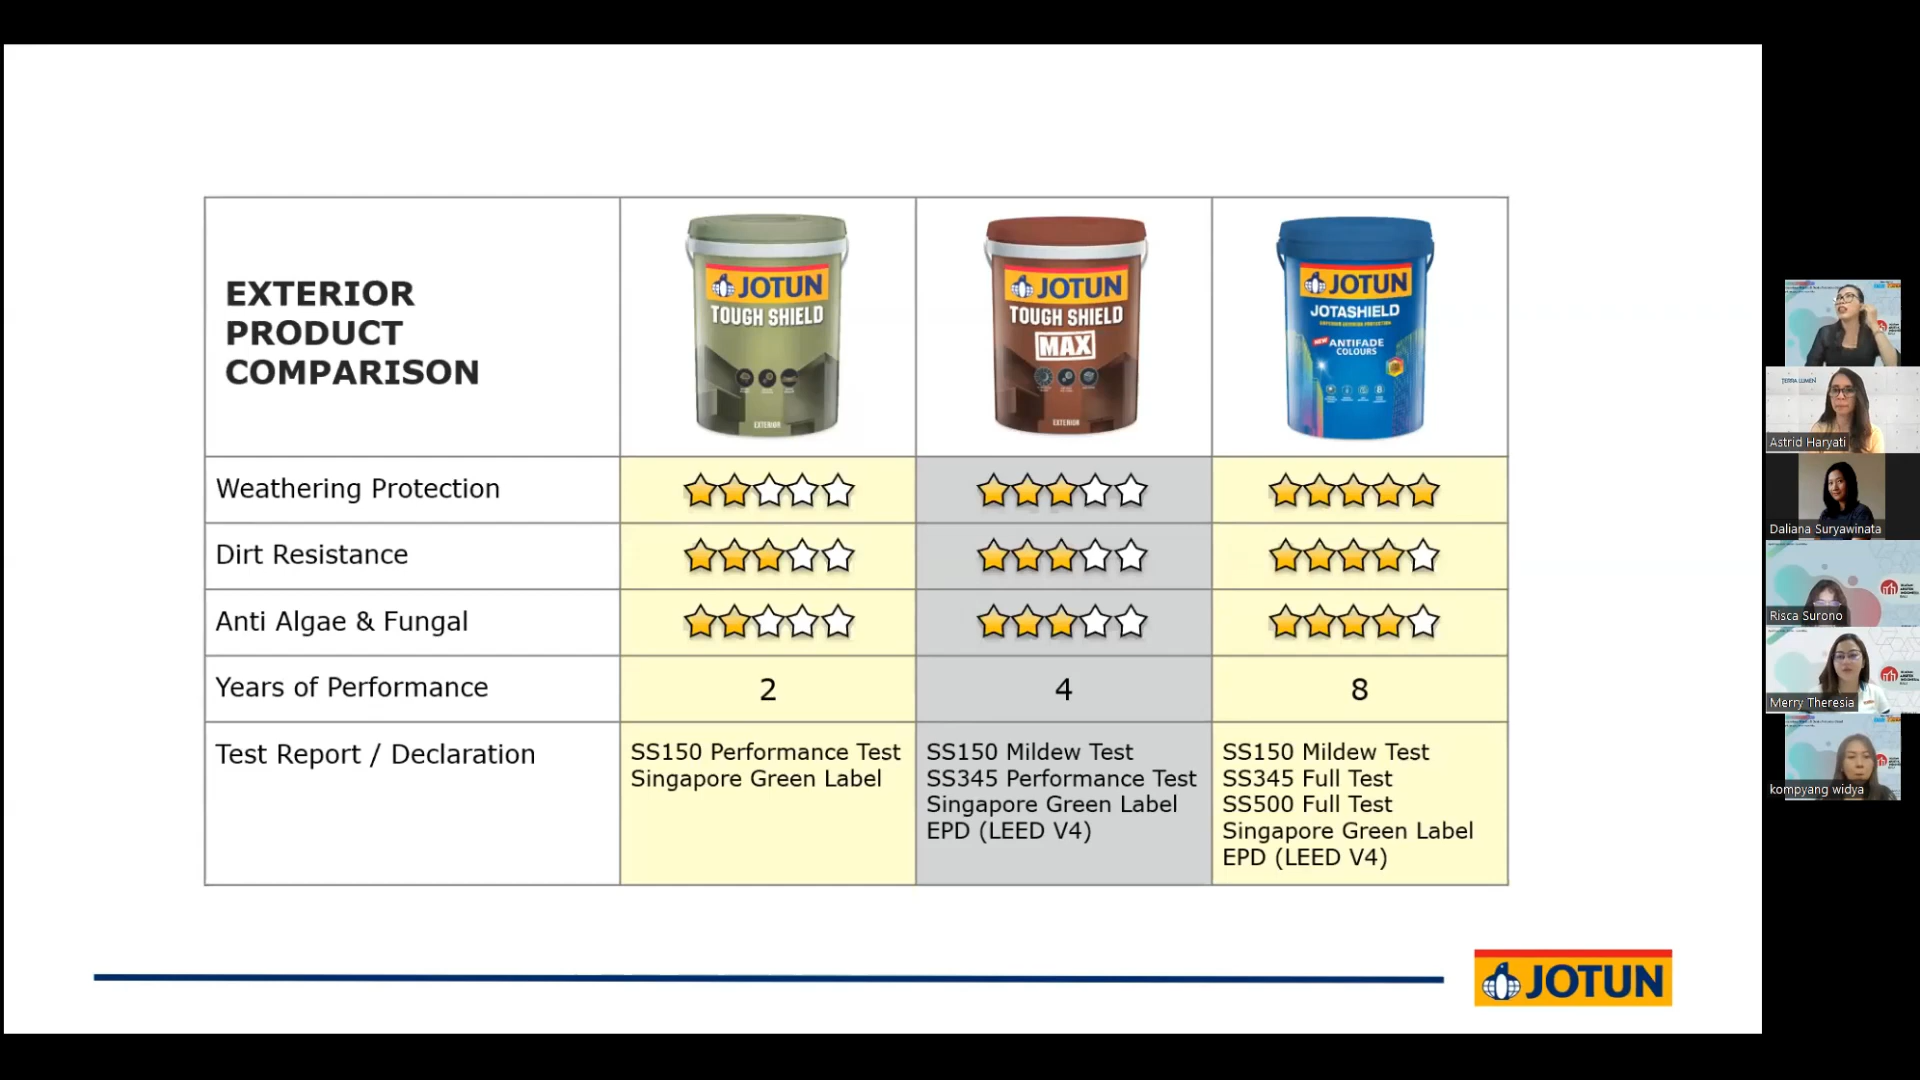 EXTERIOR
PRODUCT
COMPARISON
JOTUN
TOUGH SHIELD
EXTERIOR
JOTUN
TOUGH SHIELD
MAX
EXTERIOR
JOTUN
JOTASHIELD
NEW ANTIFADE
COLOURS
Weathering Protection
Dirt Resistance
Anti Algae & Fungal
Years of Performance 2 4 8
Test Report / Declaration
SS150 Performance Test
Singapore Green Label
SS150 Mildew Test
SS345 Performance Test
Singapore Green Label
EPD (LEED V4)
SS150 Mildew Test
SS345 Full Test
SS500 Full Test
Singapore Green Label
EPD (LEED V4)
JOTUN
TERRA LUMEN
Astrid Haryati
Daliana Suryawinata
Risca Surono
Merry Theresia
kompyang widya